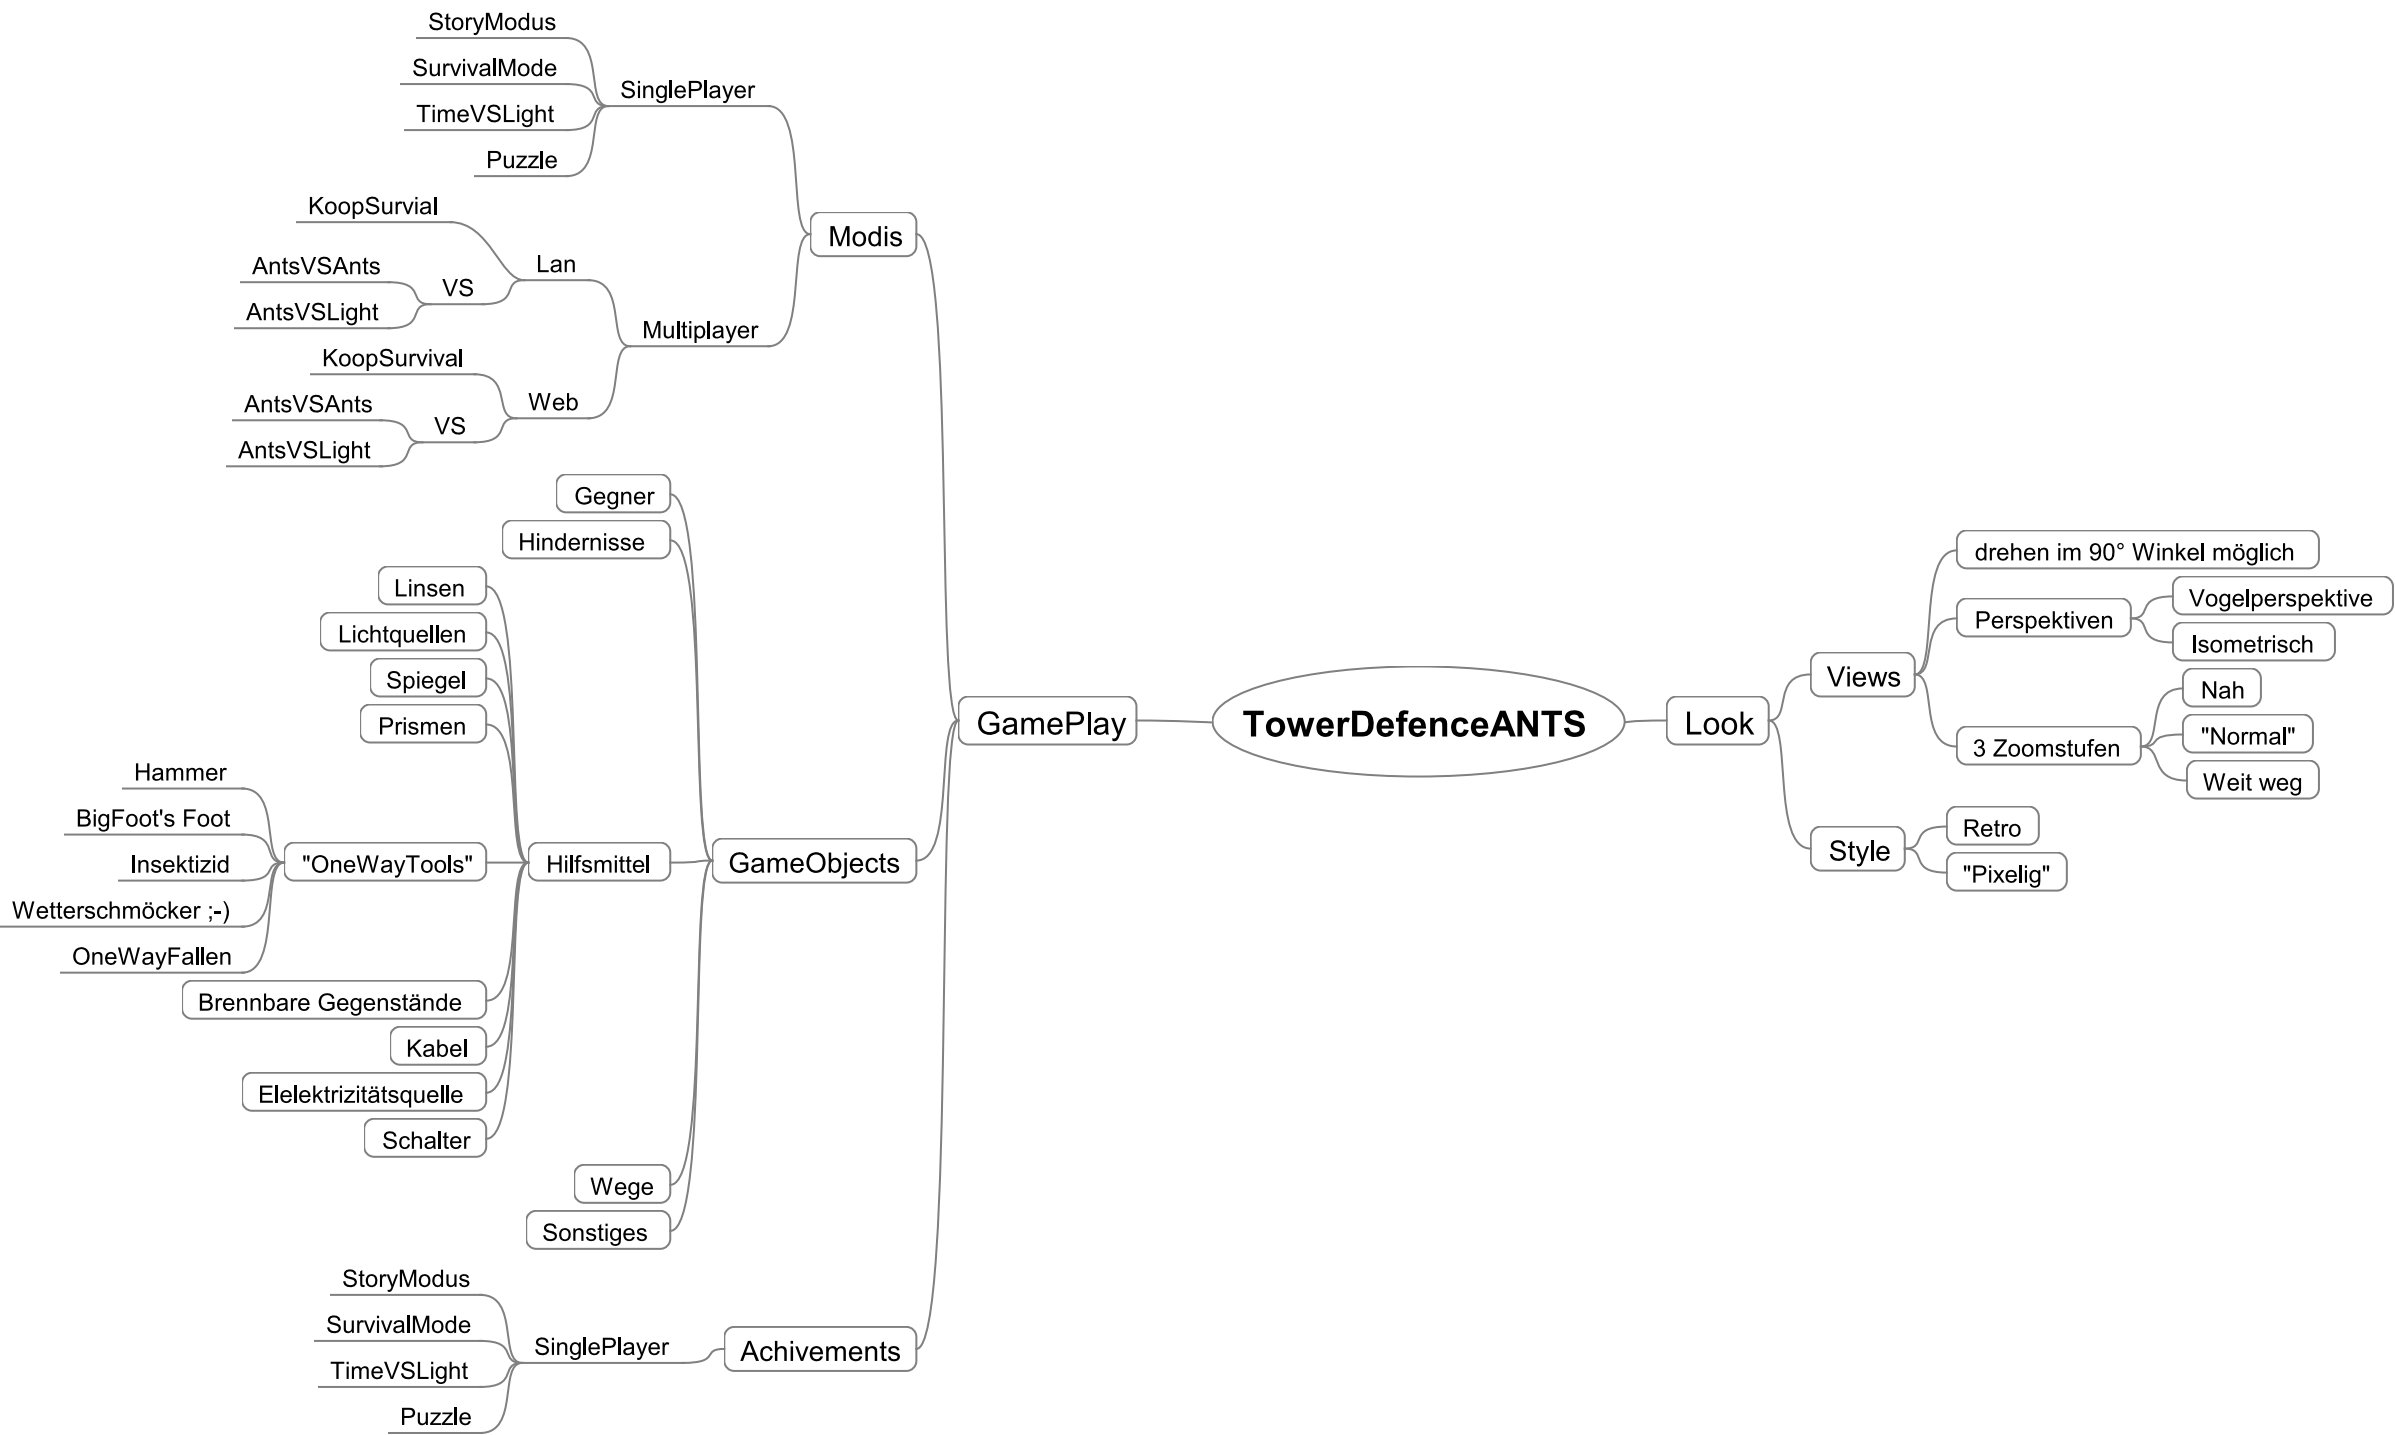 StoryModus
SurvivalMode
SinglePlayer
TimeVSLight
Puzzle
KoopSurvial
Modis
AntsVSAnts
Lan
VS
AntsVSLight
Multiplayer
KoopSurvival
AntsVSAnts
Web
VS
AntsVSLight
Gegner
Hindernisse
Linsen
Lichtquellen
Spiegel
Prismen
Hammer
BigFoot's Foot
Insektizid
"OneWayTools"
Hilfsmittel
GameObjects
Wetterschmöcker ;-)
OneWayFallen
Brennbare Gegenstände
Kabel
Elelektrizitätsquelle
Schalter
Wege
Sonstiges
StoryModus
SurvivalMode
SinglePlayer
Achivements
TimeVSLight
Puzzle
GamePlay
TowerDefenceANTS
Look
Views
drehen im 90° Winkel möglich
Perspektiven
Vogelperspektive
Isometrisch
3 Zoomstufen
Nah
"Normal"
Weit weg
Style
Retro
"Pixelig"